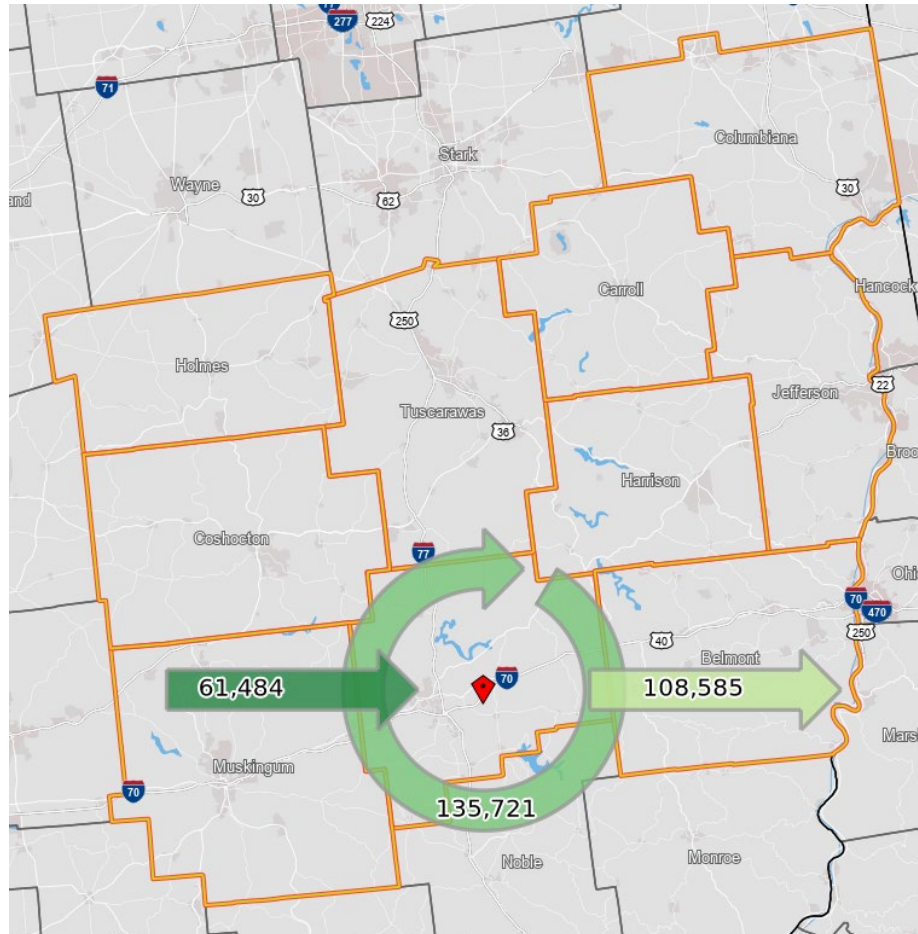 77
277
224
71
Columbiana
Stark
Wayne
30
62
30
and
Hancock
Carroll
250
Holmes
22
Jefferson
Tuscarawas
36
Broo
Harrison
Coshocton
77
Ohi
70
470
40
250
Belmont
70
61,484
108,585
Mars
Muskingum
70
135,721
Noble
Monroe